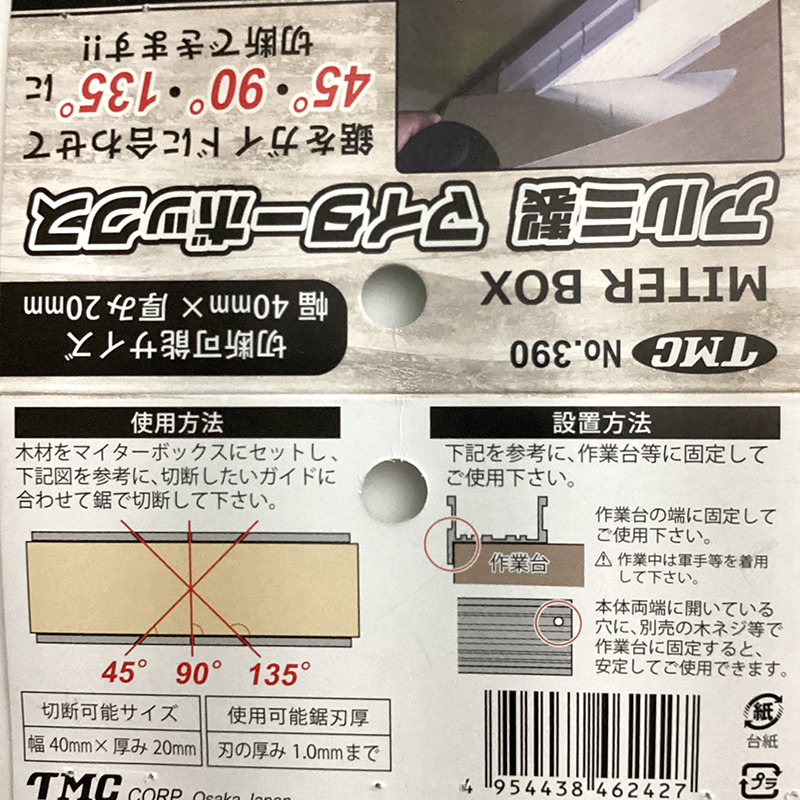 TMC No.390
MITER BOX
アルミ製 マイターボックス
切断可能サイズ
幅 40mm × 厚み20mm
鋸をガイドに合わせて
45°・90°・135°に
切断できます!!
使用方法
木材をマイターボックスにセットし、
下記図を参考に、切断したいガイドに
合わせて鋸で切断して下さい。
45° 90° 135°
切断可能サイズ
幅 40mm× 厚み 20mm
使用可能鋸刃厚
刃の厚み 1.0mmまで
TMC CORP. Osaka Japan
設置方法
下記を参考に、作業台等に固定して
ご使用下さい。
作業台
作業台の端に固定して
ご使用下さい。
⚠ 作業中は軍手等を着用
して下さい。
本体両端に開いている
穴に、別売の木ネジ等で
作業台に固定すると、
安定してご使用できます。
4 954438 462427
紙
台紙
プラ